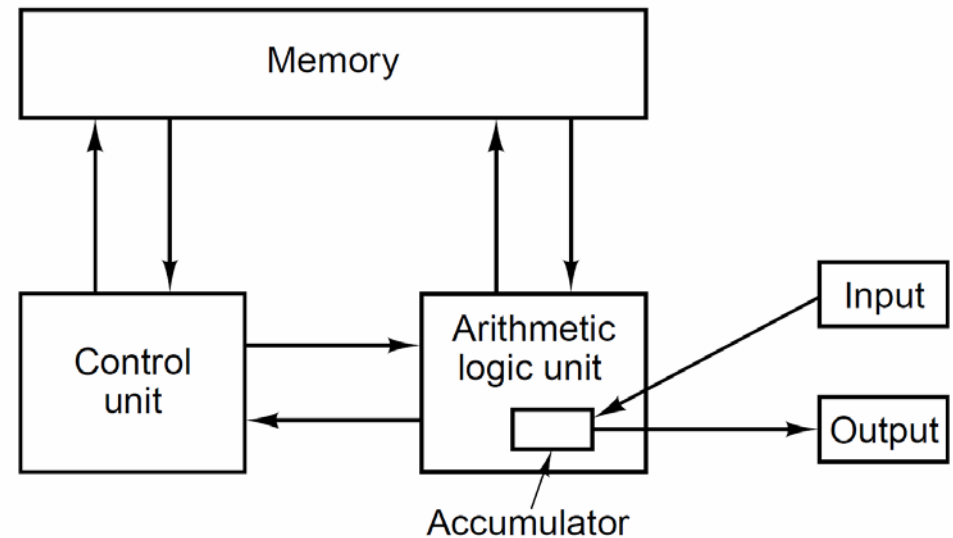 Memory
Control
unit
Arithmetic
logic unit
Input
Output
Accumulator